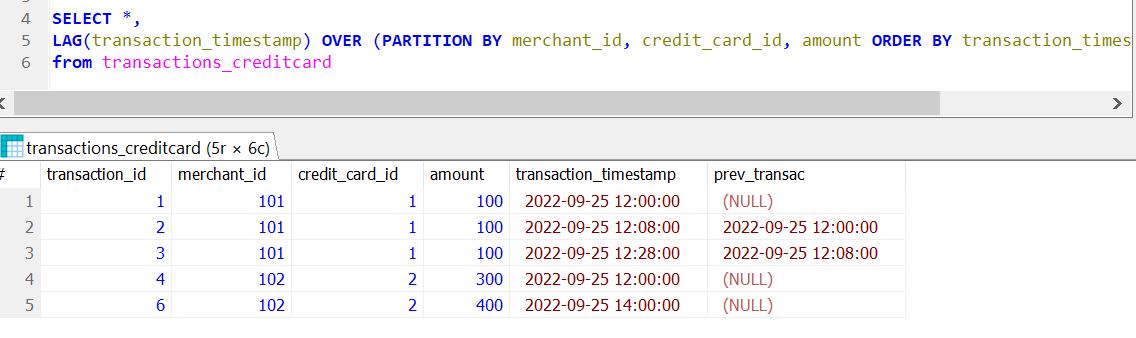 4 SELECT *,
5 LAG(transaction_timestamp) OVER (PARTITION BY merchant_id, credit_card_id, amount ORDER BY transaction_times
6 from transactions_creditcard
transactions_creditcard (5r × 6c)
# transaction_id merchant_id credit_card_id amount transaction_timestamp prev_transac
1 1 101 1 100 2022-09-25 12:00:00 (NULL)
2 2 101 1 100 2022-09-25 12:08:00 2022-09-25 12:00:00
3 3 101 1 100 2022-09-25 12:28:00 2022-09-25 12:08:00
4 4 102 2 300 2022-09-25 12:00:00 (NULL)
5 6 102 2 400 2022-09-25 14:00:00 (NULL)